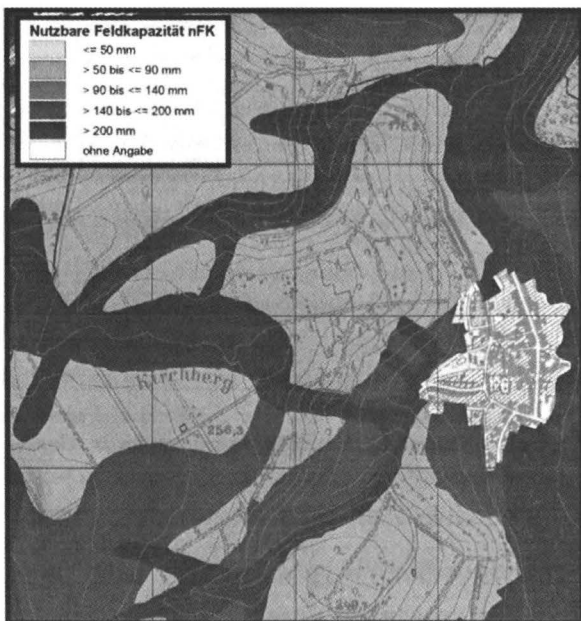 Nutzbare Feldkapazität nFK
<= 50 mm
> 50 bis <= 90 mm
> 90 bis <= 140 mm
> 140 bis <= 200 mm
> 200 mm
ohne Angabe
Kirchberg
256,3